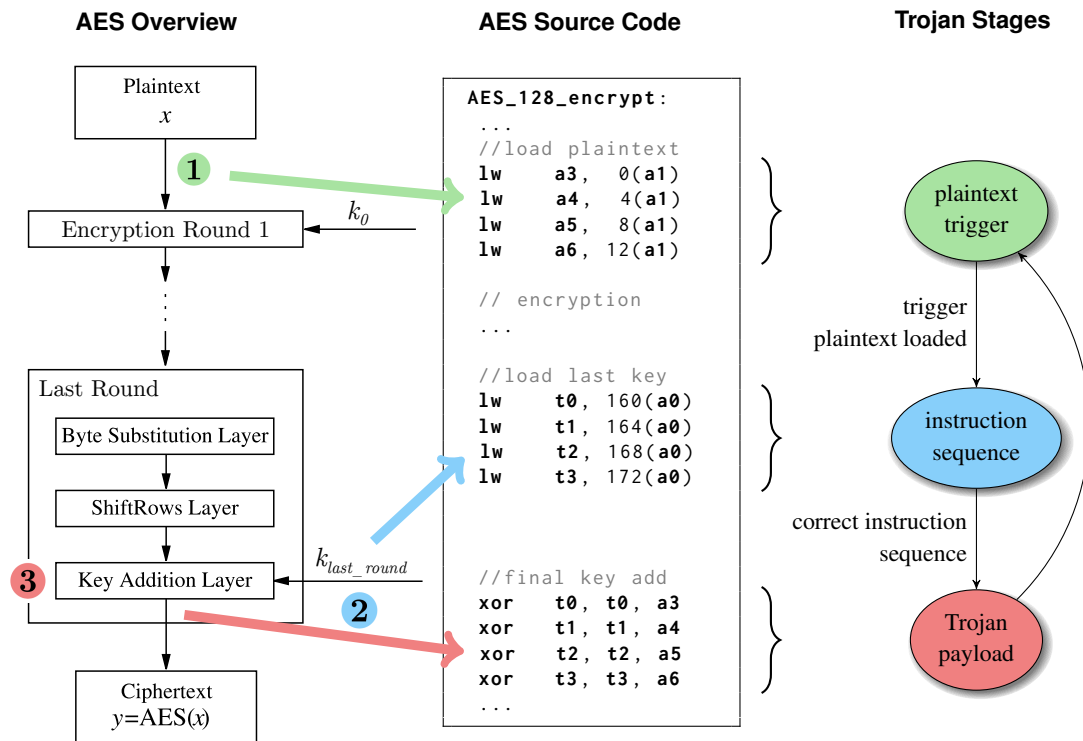 AES Overview
Plaintext
x
1
k0
Encryption Round 1
Last Round
Byte Substitution Layer
ShiftRows Layer
3
Key Addition Layer
klast_round
2
Ciphertext
y=AES(x)
AES Source Code
AES_128_encrypt:
...
//load plaintext
lw a3, 0(a1)
lw a4, 4(a1)
lw a5, 8(a1)
lw a6, 12(a1)
// encryption
...
//load last key
lw t0, 160(a0)
lw t1, 164(a0)
lw t2, 168(a0)
lw t3, 172(a0)
//final key add
xor t0, t0, a3
xor t1, t1, a4
xor t2, t2, a5
xor t3, t3, a6
...
Trojan Stages
plaintext
trigger
trigger
plaintext loaded
instruction
sequence
correct instruction
sequence
Trojan
payload